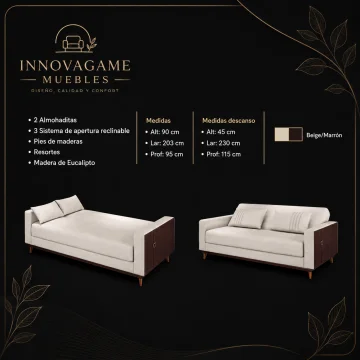 INNOVAGAME
MUEBLES
DISEÑO, CALIDAD Y CONFORT
• 2 Almohaditas
• 3 Sistema de apertura reclinable
• Pies de maderas
• Resortes
• Madera de Eucalipto
Medidas
• Alt: 90 cm
• Lar: 203 cm
• Prof: 95 cm
Medidas descanso
• Alt: 45 cm
• Lar: 230 cm
• Prof: 115 cm
Beige/Marrón